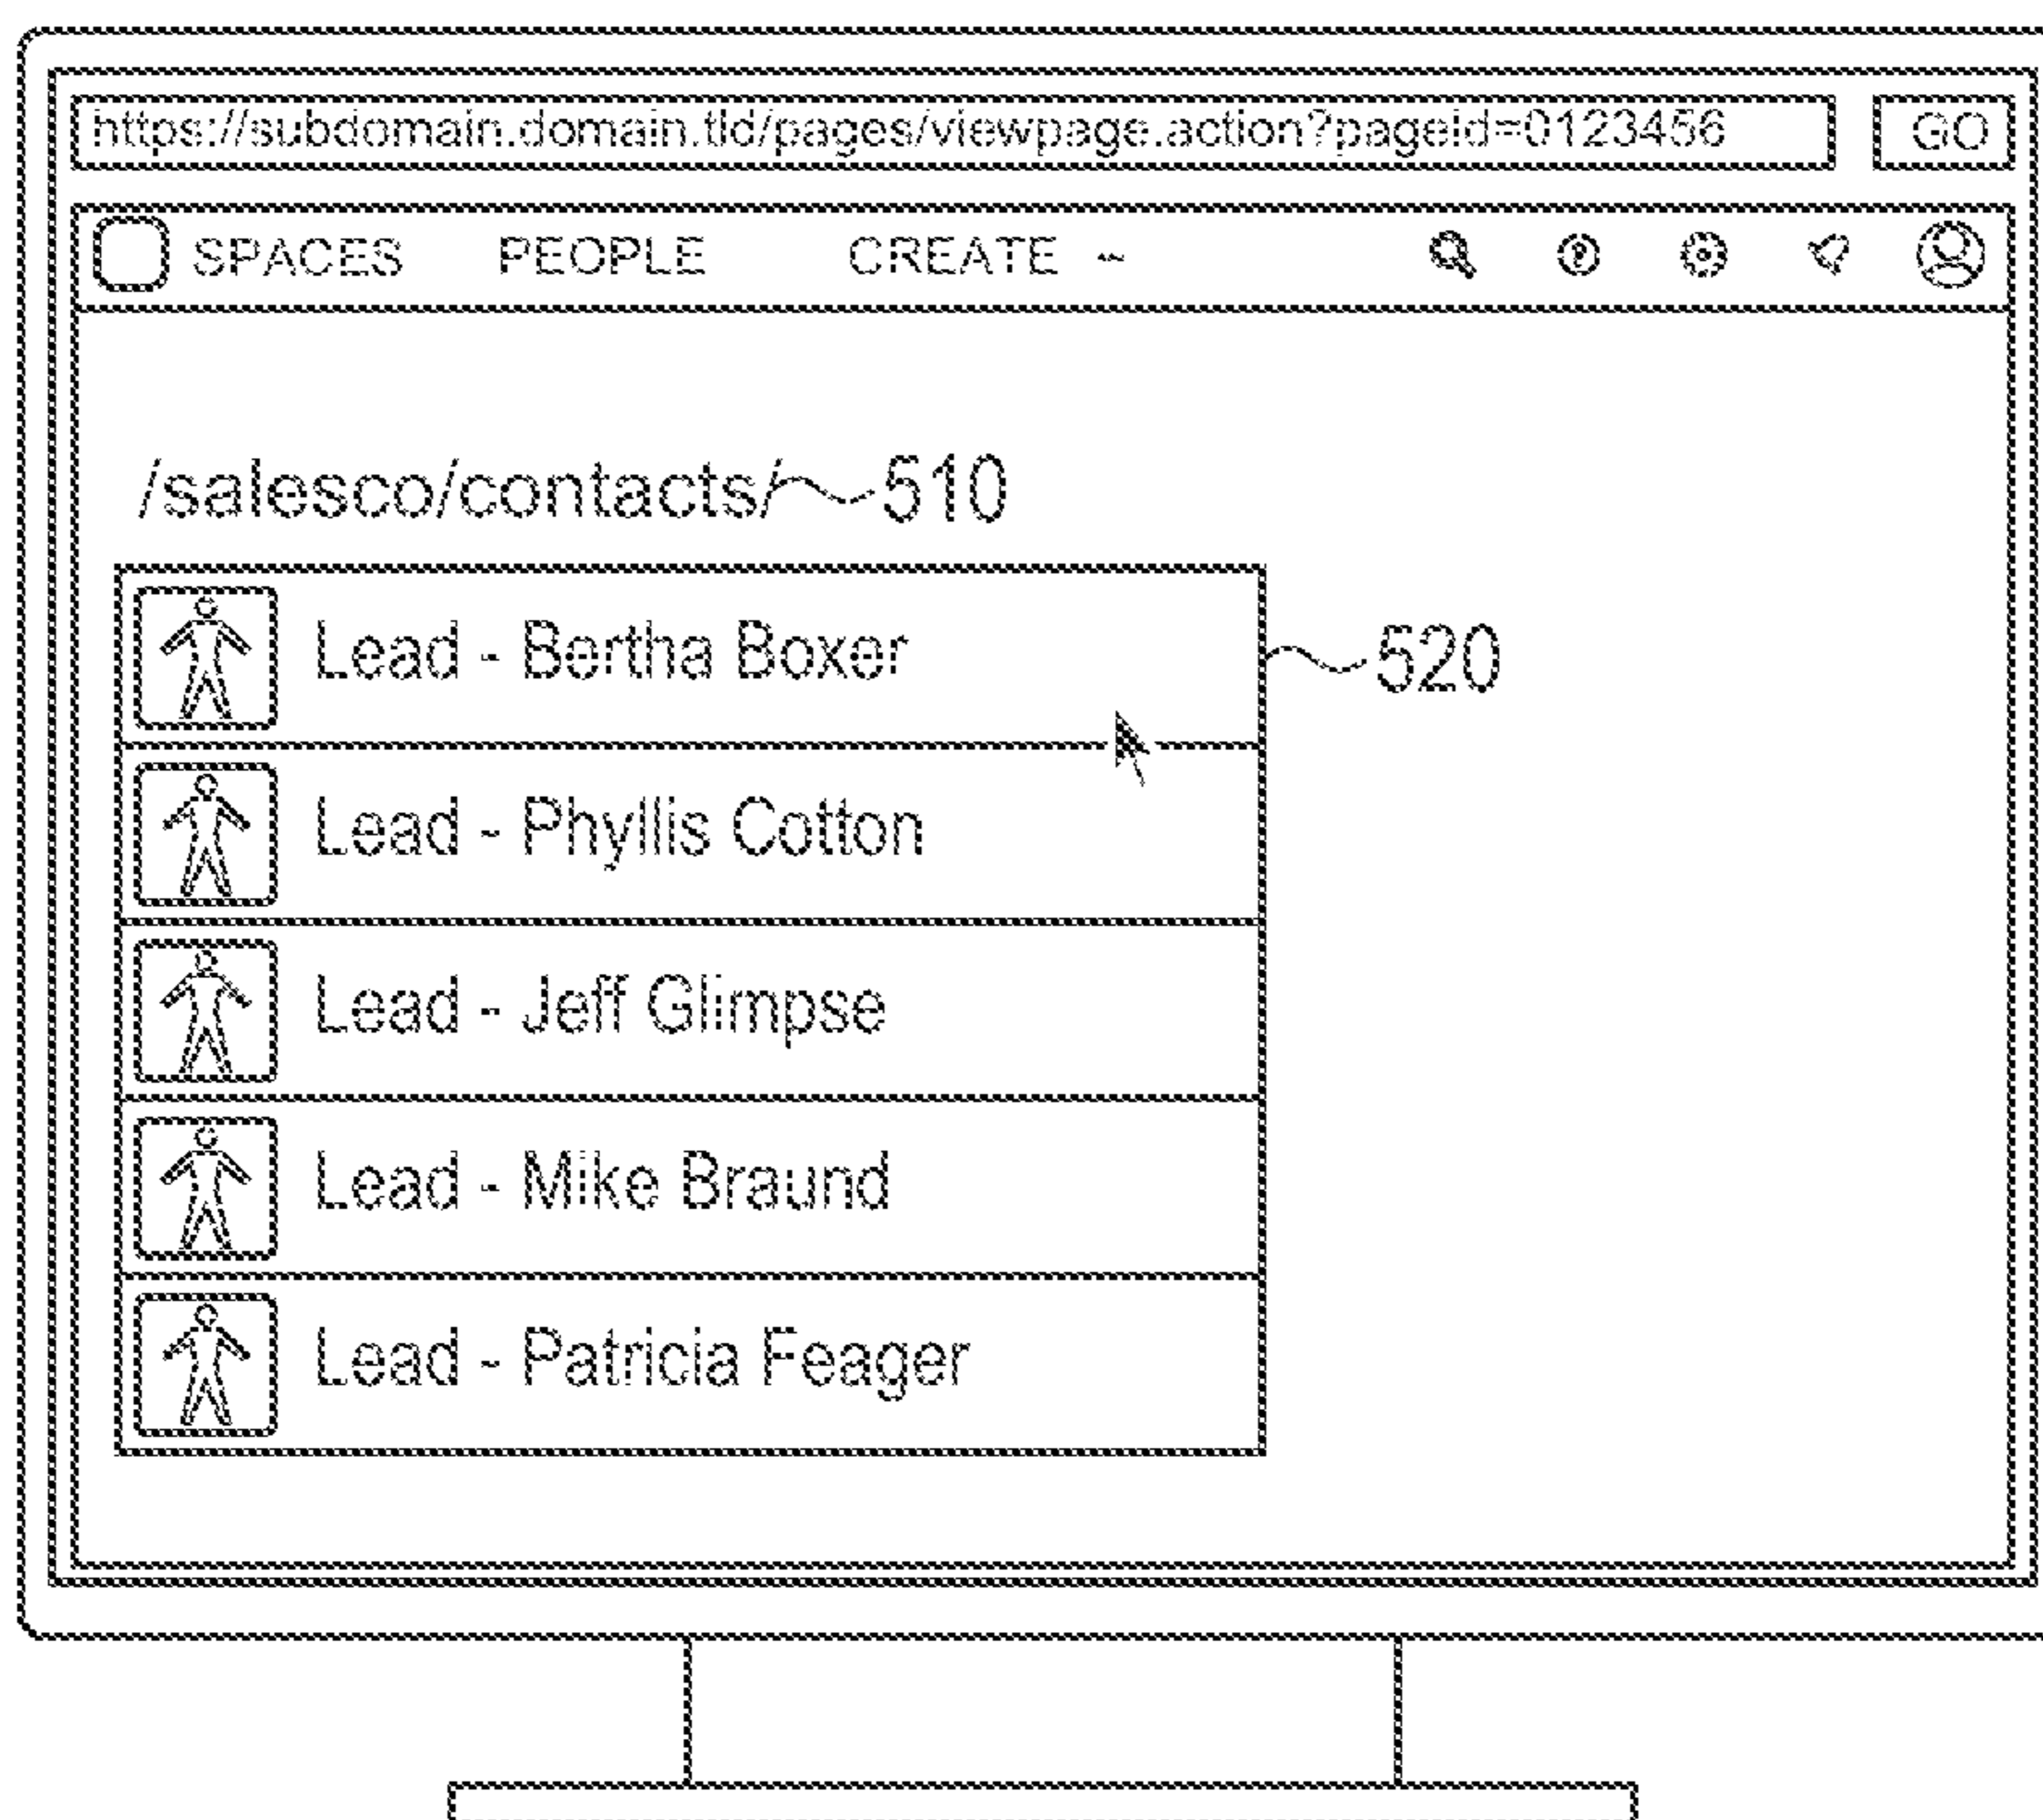 https://subdomain.domain.tld/pages/viewpage.action?pageid=0123456 GO
SPACES PEOPLE CREATE ?
/salesco/contacts/ 510
Lead - Bertha Boxer 520
Lead - Phyllis Cotton
Lead - Jeff Glimpse
Lead - Mike Braund
Lead - Patricia Feager